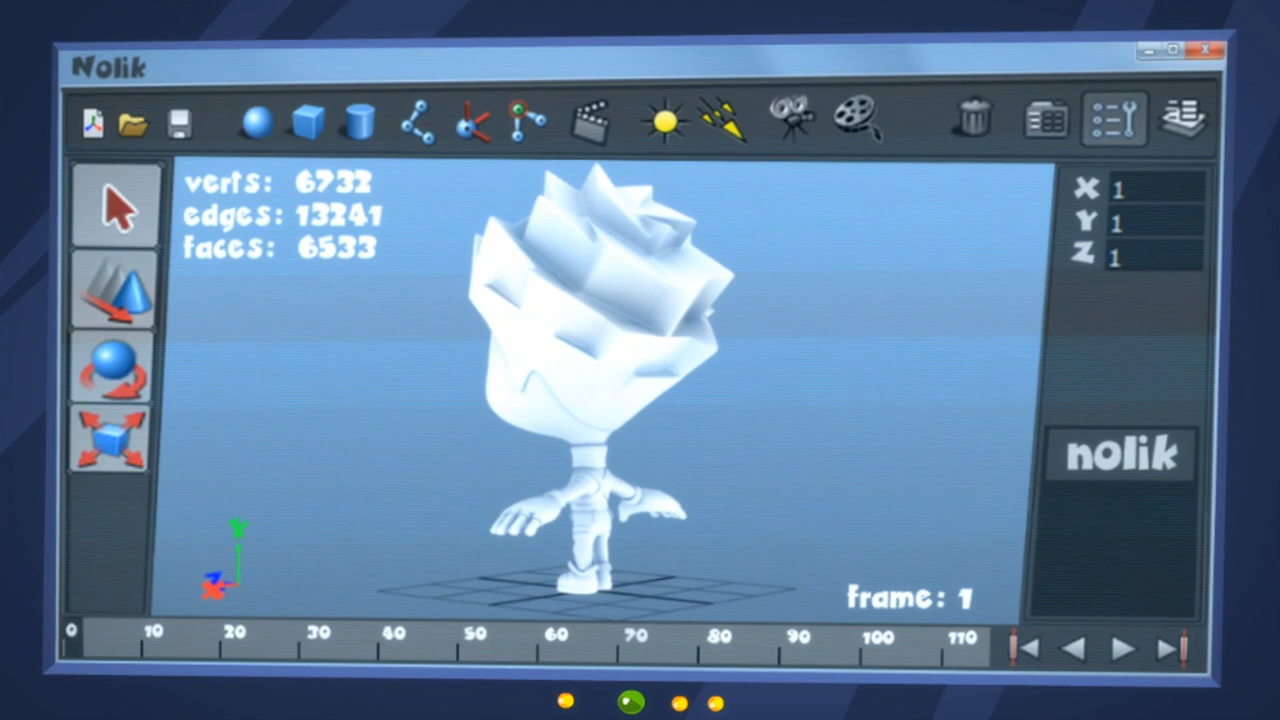 Nolik
verts: 6732
edges: 13241
faces: 6533
X 1
Y 1
Z 1
nolik
Y
Z
X
frame: 1
0 10 20 30 40 50 60 70 80 90 100 110